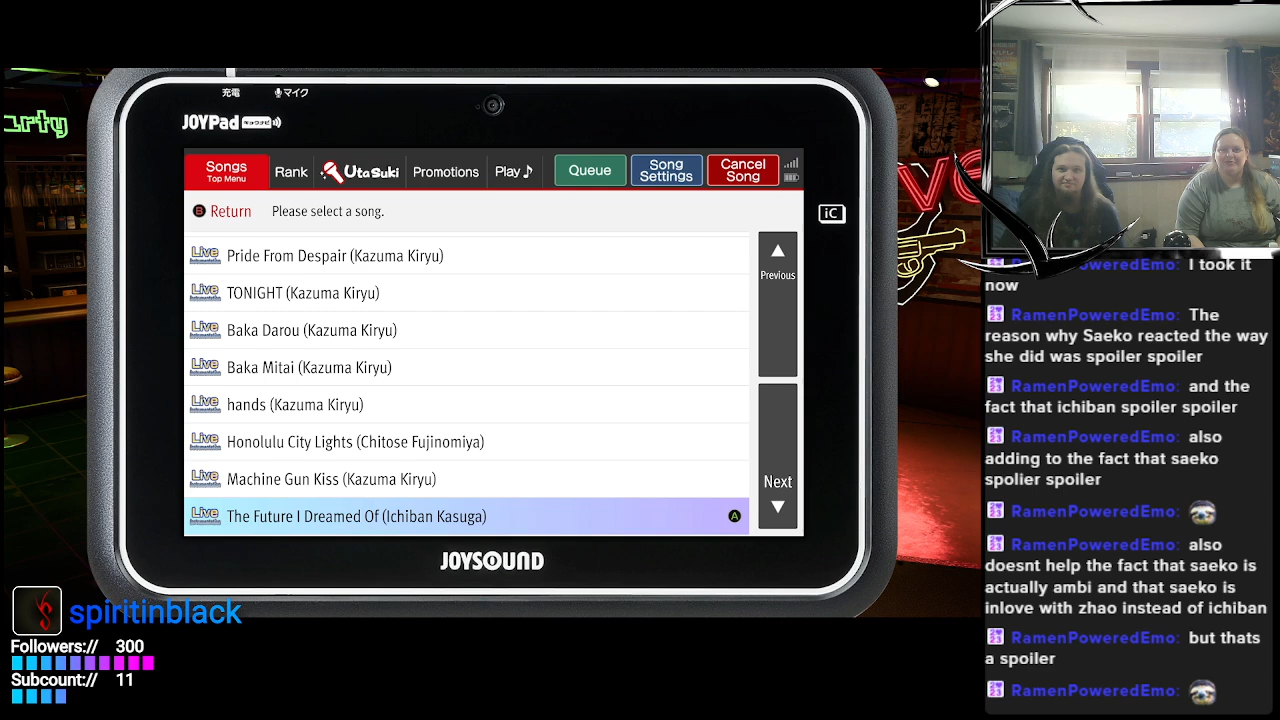 充電
マイク
JOYPad キョクナビ
arty
Songs
Top Menu
Rank
Utasuki
Promotions
Play♪
Queue
Song
Settings
Cancel
Song
B Return
Please select a song.
iC
Live Pride From Despair (Kazuma Kiryu)
Live TONIGHT (Kazuma Kiryu)
Live Baka Darou (Kazuma Kiryu)
Live Baka Mitai (Kazuma Kiryu)
Live hands (Kazuma Kiryu)
Live Honolulu City Lights (Chitose Fujinomiya)
Live Machine Gun Kiss (Kazuma Kiryu)
Live The Future I Dreamed Of (Ichiban Kasuga) A
▲
Previous
Next
▼
JOYSOUND
spiritinblack
Followers:// 300
Subcount:// 11
PoweredEmo: I took it
now
RamenPoweredEmo: The
reason why Saeko reacted the way
she did was spoiler spoiler
RamenPoweredEmo: and the
fact that ichiban spoiler spoiler
RamenPoweredEmo: also
adding to the fact that saeko
spolier spoiler
RamenPoweredEmo:
RamenPoweredEmo: also
doesnt help the fact that saeko is
actually ambi and that saeko is
inlove with zhao instead of ichiban
RamenPoweredEmo: but thats
a spoiler
RamenPoweredEmo: